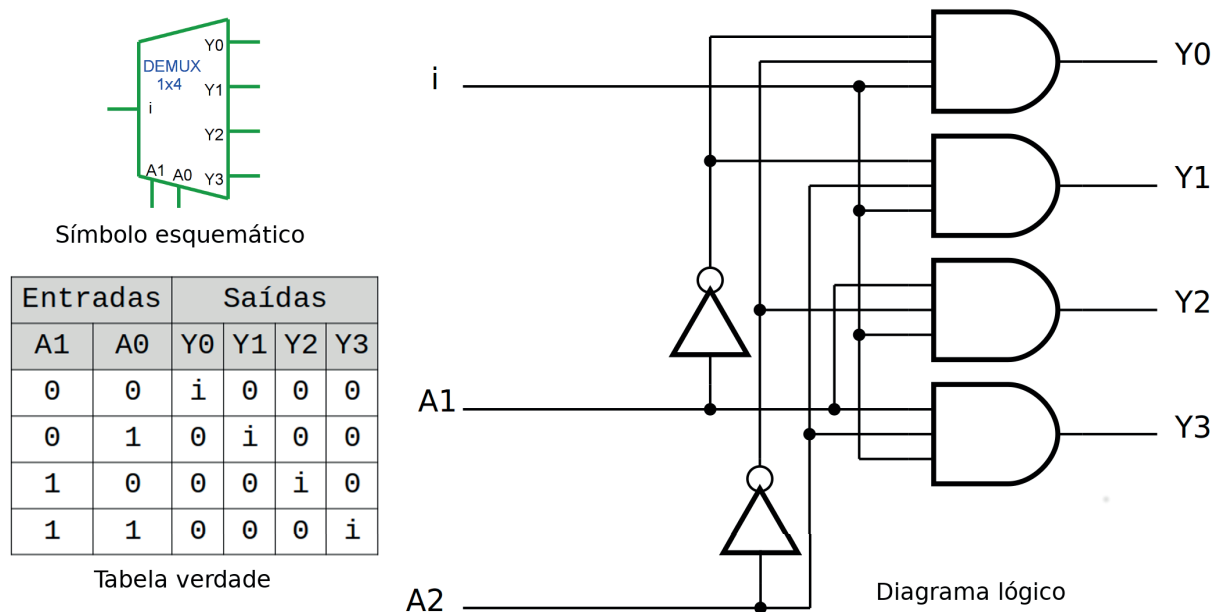 DEMUX
1x4
i
Y0
Y1
Y2
Y3
A1 A0
Símbolo esquemático
Entradas Saídas
A1 A0 Y0 Y1 Y2 Y3
0 0 i 0 0 0
0 1 0 i 0 0
1 0 0 0 i 0
1 1 0 0 0 i
Tabela verdade
i
A1
A2
Y0
Y1
Y2
Y3
Diagrama lógico